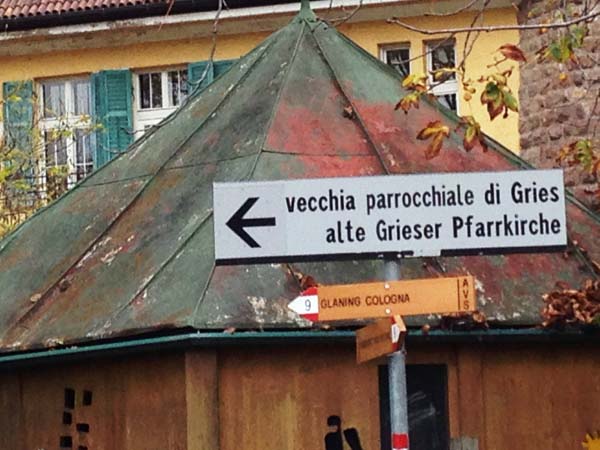 vecchia parrocchiale di Gries
alte Grieser Pfarrkirche
9
GLANING COLOGNA
AVS